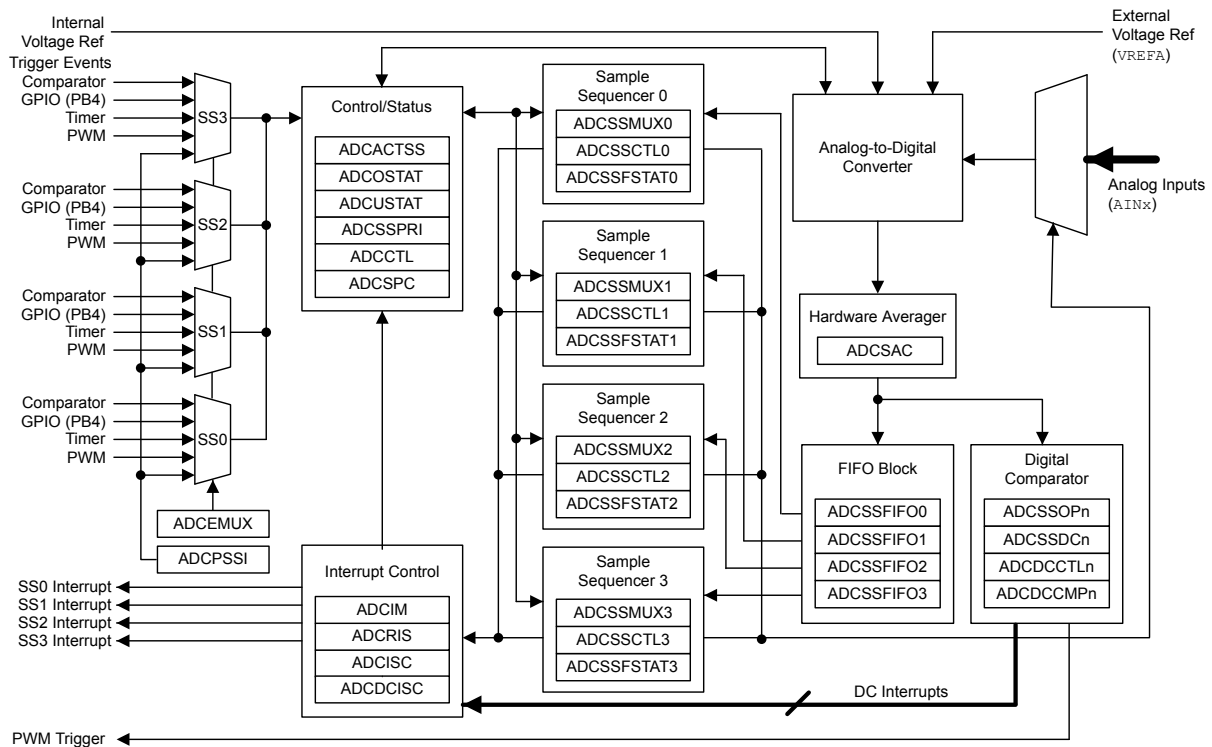 Internal
Voltage Ref
Trigger Events
Comparator
GPIO (PB4)
Timer
PWM
SS3
Comparator
GPIO (PB4)
Timer
PWM
SS2
Comparator
GPIO (PB4)
Timer
PWM
SS1
Comparator
GPIO (PB4)
Timer
PWM
SS0
ADCEMUX
ADCPSSI
SS0 Interrupt
SS1 Interrupt
SS2 Interrupt
SS3 Interrupt
PWM Trigger
Control/Status
ADCACTSS
ADCOSTAT
ADCUSTAT
ADCSSPRI
ADCCTL
ADCSPC
Interrupt Control
ADCIM
ADCRIS
ADCISC
ADCDCISC
Sample
Sequencer 0
ADCSSMUX0
ADCSSCTL0
ADCSSFSTAT0
Sample
Sequencer 1
ADCSSMUX1
ADCSSCTL1
ADCSSFSTAT1
Sample
Sequencer 2
ADCSSMUX2
ADCSSCTL2
ADCSSFSTAT2
Sample
Sequencer 3
ADCSSMUX3
ADCSSCTL3
ADCSSFSTAT3
External
Voltage Ref
(VREFA)
Analog-to-Digital
Converter
Analog Inputs
(AINx)
Hardware Averager
ADCSAC
FIFO Block
ADCSSFIFO0
ADCSSFIFO1
ADCSSFIFO2
ADCSSFIFO3
Digital
Comparator
ADCSSOPn
ADCSSDCn
ADCDCCTLn
ADCDCCMPn
DC Interrupts